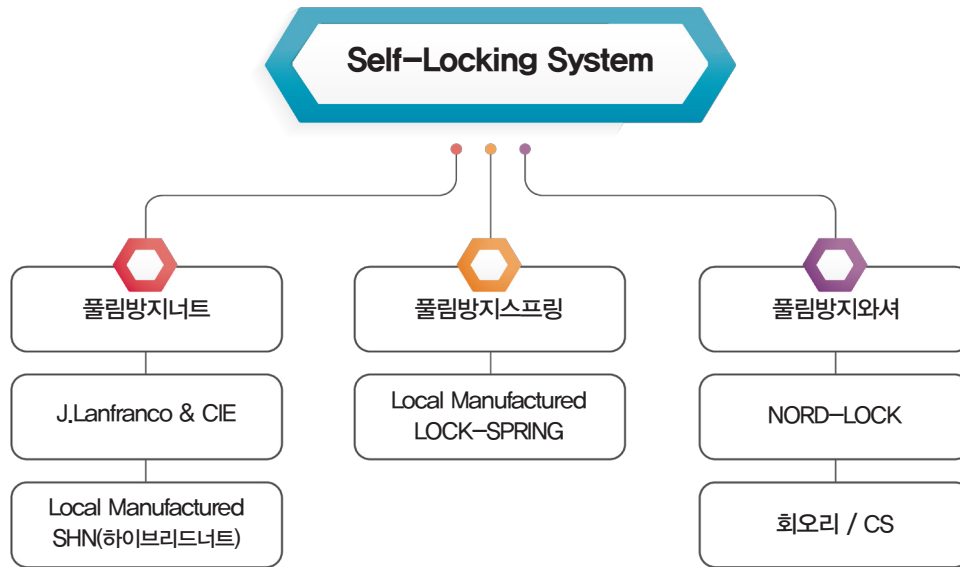 Self-Locking System
풀림방지너트
J.Lanfranco & CIE
Local Manufactured
SHN(하이브리드너트)
풀림방지스프링
Local Manufactured
LOCK-SPRING
풀림방지와셔
NORD-LOCK
회오리 / CS